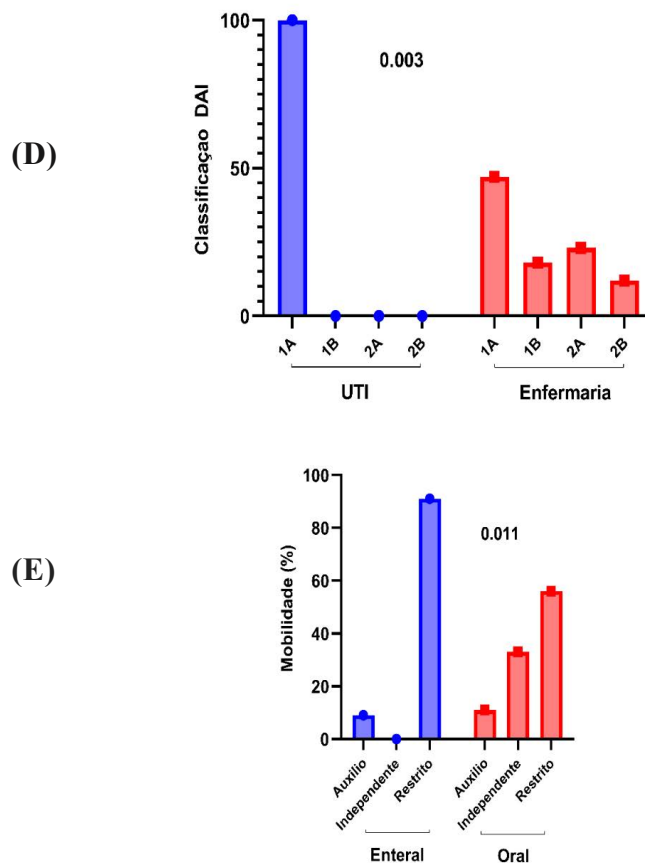 (D)
Classificaçao DAI
100
50
0
0.003
1A 1B 2A 2B 1A 1B 2A 2B
UTI Enfermaria
(E)
Mobilidade (%)
100
80
60
40
20
0
0.011
Auxilio Independente Restrito Auxilio Independente Restrito
Enteral Oral